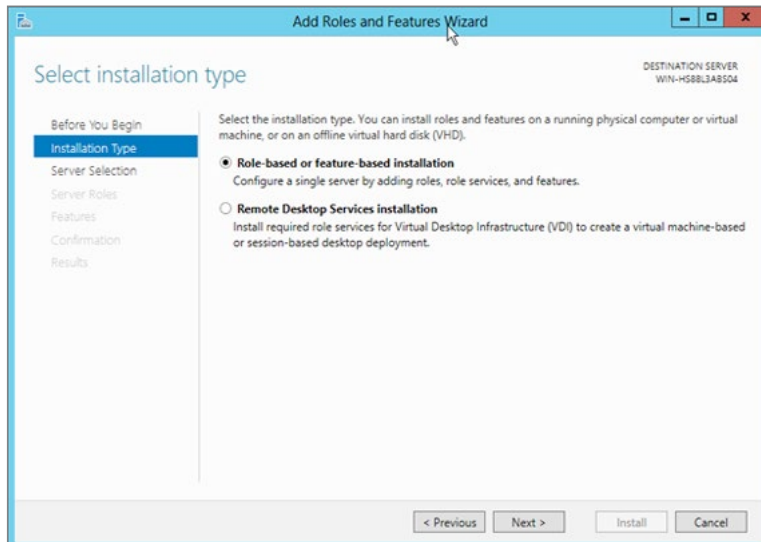 Add Roles and Features Wizard
Select installation type
DESTINATION SERVER
WIN-HS8BL3ABS04
Before You Begin
Installation Type
Server Selection
Server Roles
Features
Confirmation
Results
Select the installation type. You can install roles and features on a running physical computer or virtual
machine, or on an offline virtual hard disk (VHD).
Role-based or feature-based installation
Configure a single server by adding roles, role services, and features.
Remote Desktop Services installation
Install required role services for Virtual Desktop Infrastructure (VDI) to create a virtual machine-based
or session-based desktop deployment.
< Previous
Next >
Install
Cancel